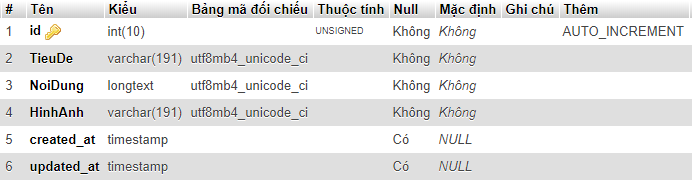 # Tên Kiểu Bảng mã đối chiếu Thuộc tính Null Mặc định Ghi chú Thêm
1 id int(10) UNSIGNED Không Không AUTO_INCREMENT
2 TieuDe varchar(191) utf8mb4_unicode_ci Không Không
3 NoiDung longtext utf8mb4_unicode_ci Không Không
4 HinhAnh varchar(191) utf8mb4_unicode_ci Không Không
5 created_at timestamp Có NULL
6 updated_at timestamp Có NULL